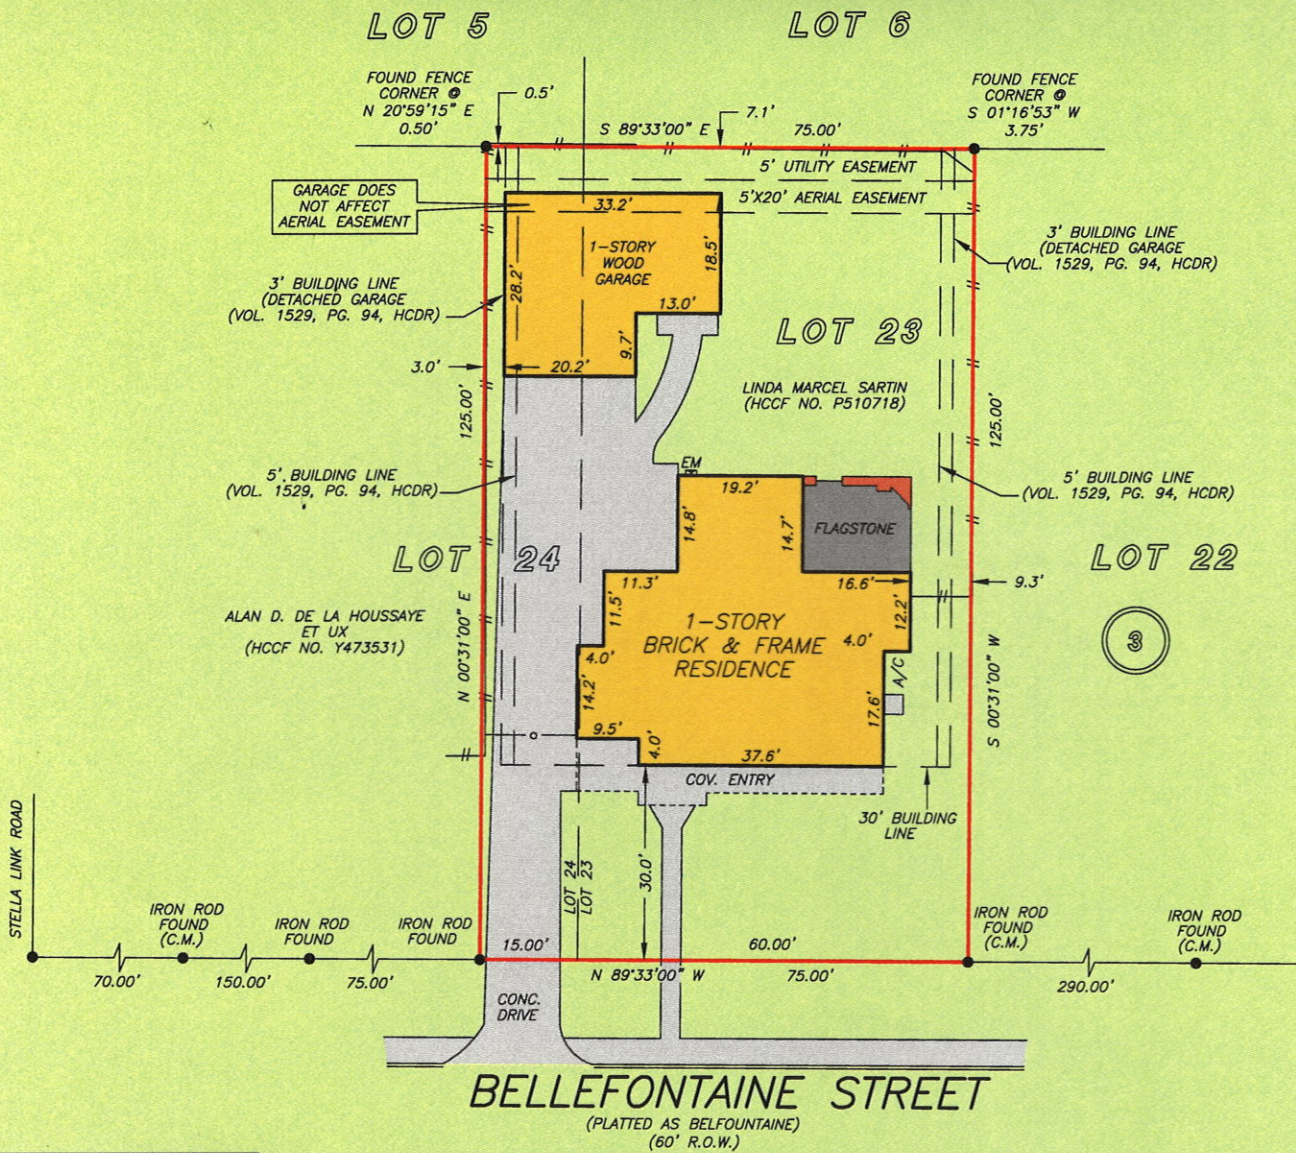 LOT 5
LOT 6
FOUND FENCE
CORNER @
N 20°59'15" E
0.50'
0.5'
7.1'
FOUND FENCE
CORNER @
S 01°16'53" W
3.75'
S 89°33'00" E
75.00'
5' UTILITY EASEMENT
5'X20' AERIAL EASEMENT
GARAGE DOES
NOT AFFECT
AERIAL EASEMENT
33.2'
1-STORY
WOOD
GARAGE
18.5'
28.2'
13.0'
9.7'
20.2'
3' BUILDING LINE
(DETACHED GARAGE
(VOL. 1529, PG. 94, HCDR)
3' BUILDING LINE
(DETACHED GARAGE
(VOL. 1529, PG. 94, HCDR)
LOT 23
3.0'
LINDA MARCEL SARTIN
(HCCF NO. P510718)
125.00'
125.00'
5' BUILDING LINE
(VOL. 1529, PG. 94, HCDR)
EM
19.2'
5' BUILDING LINE
(VOL. 1529, PG. 94, HCDR)
14.8'
14.7'
FLAGSTONE
LOT 24
LOT 22
11.3'
16.6'
9.3'
ALAN D. DE LA HOUSSAYE
ET UX
(HCCF NO. Y473531)
N 00°31'00" E
11.5'
1-STORY
BRICK & FRAME
RESIDENCE
4.0'
12.2'
3
4.0'
A/C
14.2'
17.6'
S 00°31'00" W
9.5'
4.0'
37.6'
COV. ENTRY
30' BUILDING
LINE
STELLA LINK ROAD
LOT 24
LOT 23
30.0'
IRON ROD
FOUND
(C.M.)
IRON ROD
FOUND
IRON ROD
FOUND
IRON ROD
FOUND
(C.M.)
IRON ROD
FOUND
(C.M.)
15.00'
60.00'
70.00'
150.00'
75.00'
N 89°33'00" W
75.00'
290.00'
CONC.
DRIVE
BELLEFONTAINE STREET
(PLATTED AS BELFOUNTAINE)
(60' R.O.W.)